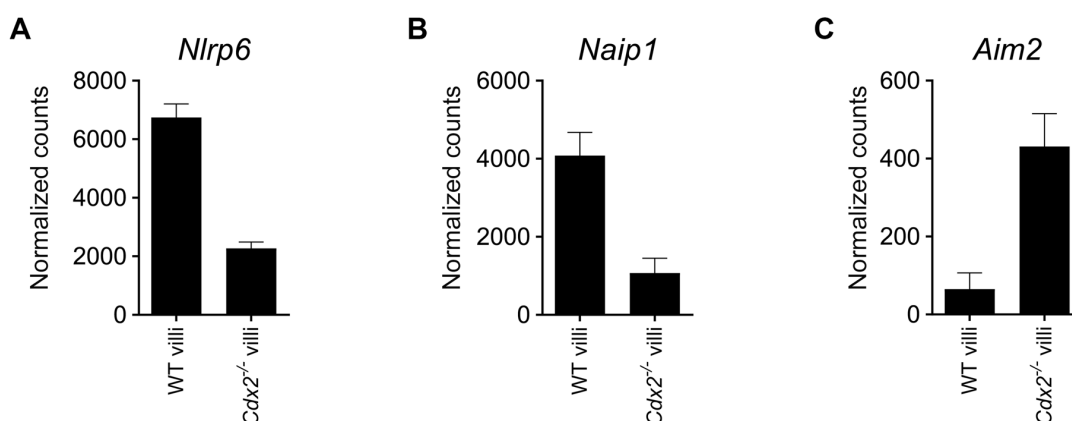 A
Nlrp6
Normalized counts
8000
6000
4000
2000
0
WT villi
Cdx2-/- villi
B
Naip1
Normalized counts
6000
4000
2000
0
WT villi
Cdx2-/- villi
C
Aim2
Normalized counts
600
400
200
0
WT villi
Cdx2-/- villi